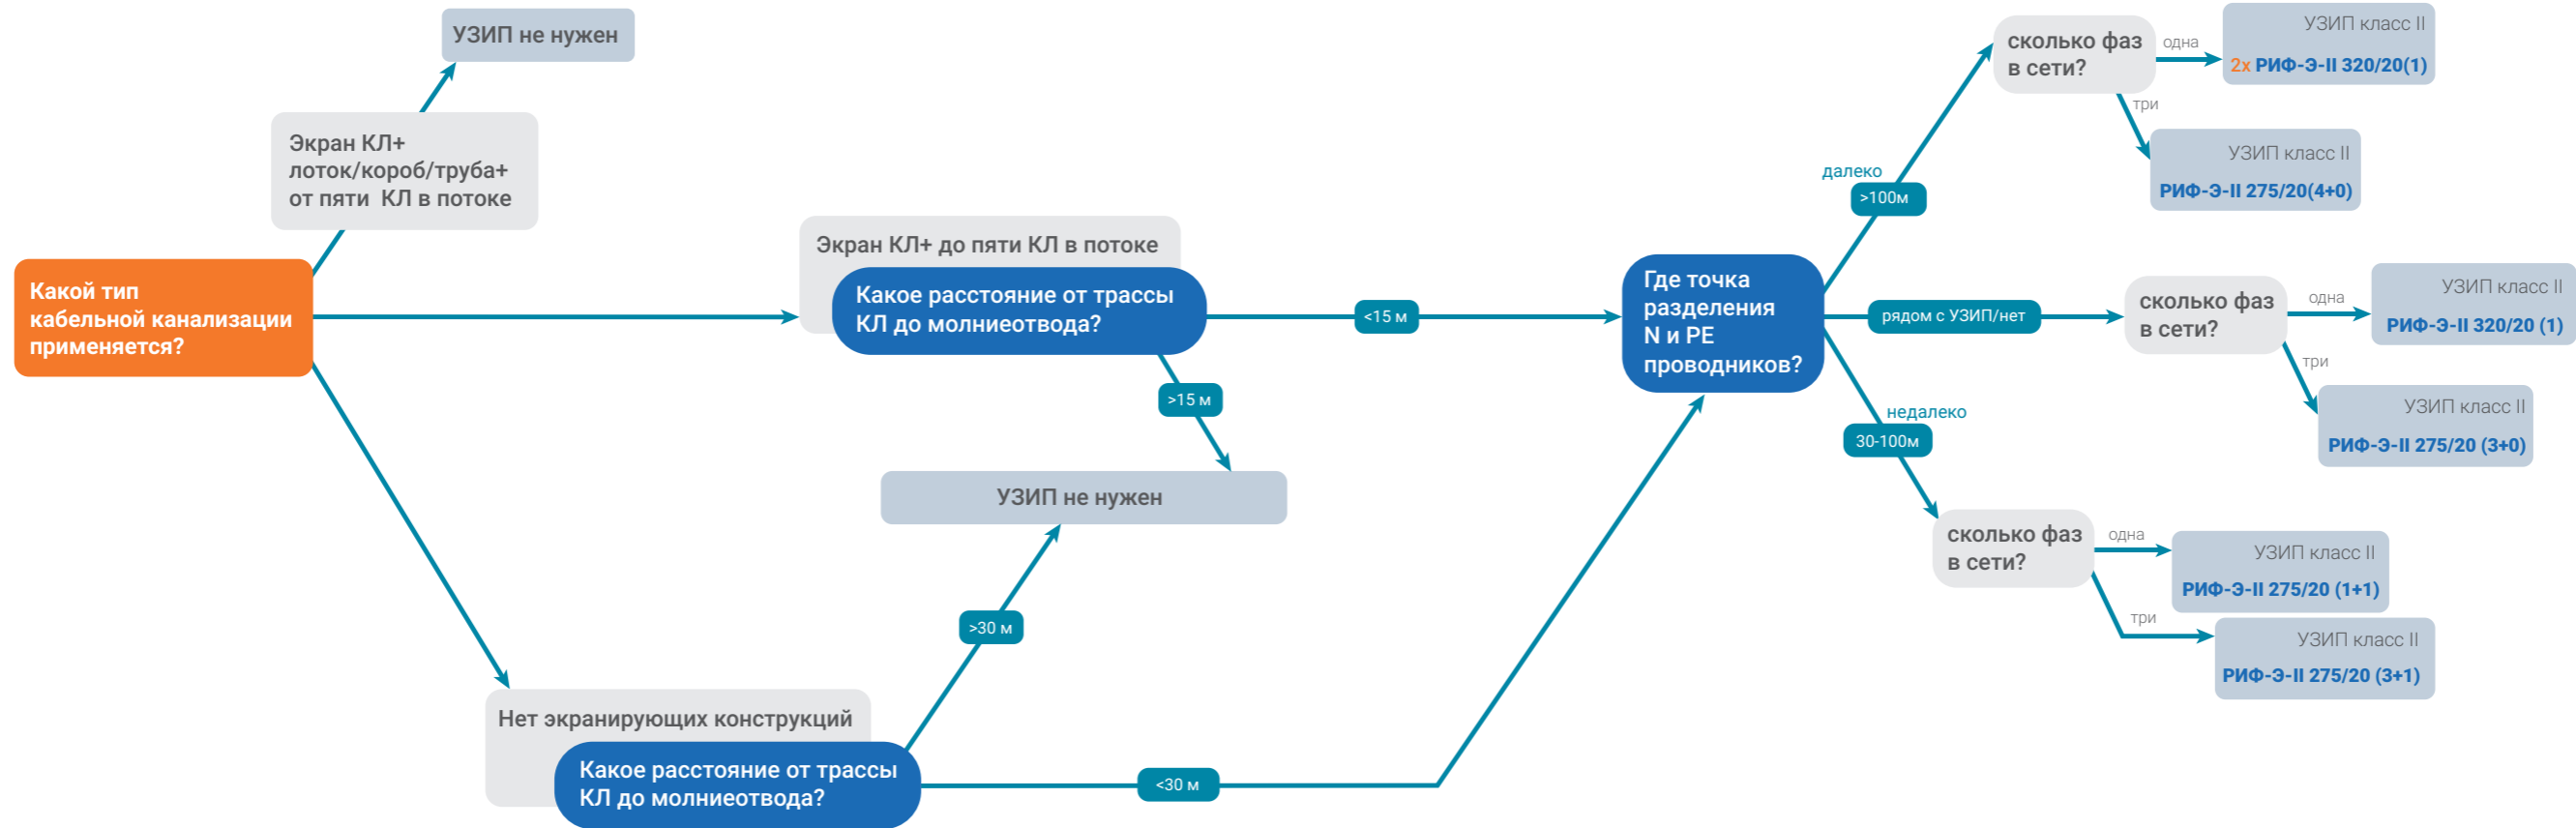 УЗИП не нужен
Экран КЛ+
лоток/короб/труба+
от пяти КЛ в потоке
Какой тип
кабельной канализации
применяется?
Экран КЛ+ до пяти КЛ в потоке
Какое расстояние от трассы
КЛ до молниеотвода?
<15 м
>15 м
УЗИП не нужен
>30 м
Нет экранирующих конструкций
Какое расстояние от трассы
КЛ до молниеотвода?
<30 м
Где точка
разделения
N и PE
проводников?
далеко
>100м
сколько фаз
в сети?
одна
УЗИП класс II
2x РИФ-Э-II 320/20(1)
три
УЗИП класс II
РИФ-Э-II 275/20(4+0)
рядом с УЗИП/нет
сколько фаз
в сети?
одна
УЗИП класс II
РИФ-Э-II 320/20 (1)
три
УЗИП класс II
РИФ-Э-II 275/20 (3+0)
недалеко
30-100м
сколько фаз
в сети?
одна
УЗИП класс II
РИФ-Э-II 275/20 (1+1)
три
УЗИП класс II
РИФ-Э-II 275/20 (3+1)